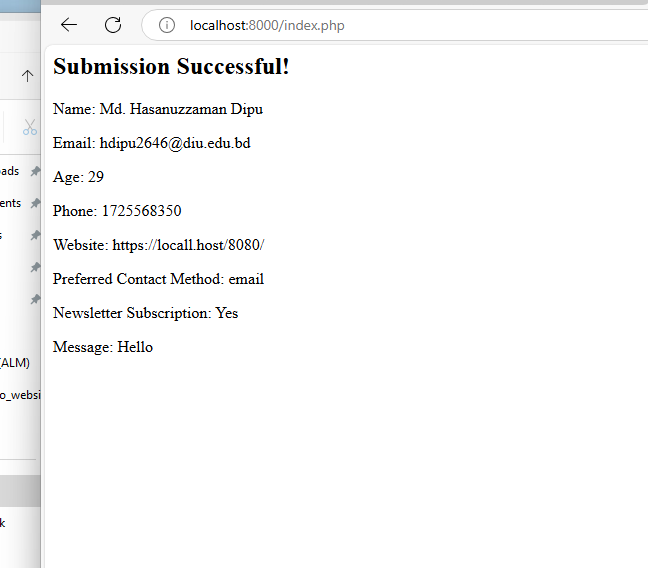 localhost:8000/index.php
Submission Successful!
Name: Md. Hasanuzzaman Dipu
Email: hdipu2646@diu.edu.bd
Age: 29
Phone: 1725568350
Website: https://locall.host/8080/
Preferred Contact Method: email
Newsletter Subscription: Yes
Message: Hello
oads
ents
s
(ALM)
o_websi
k